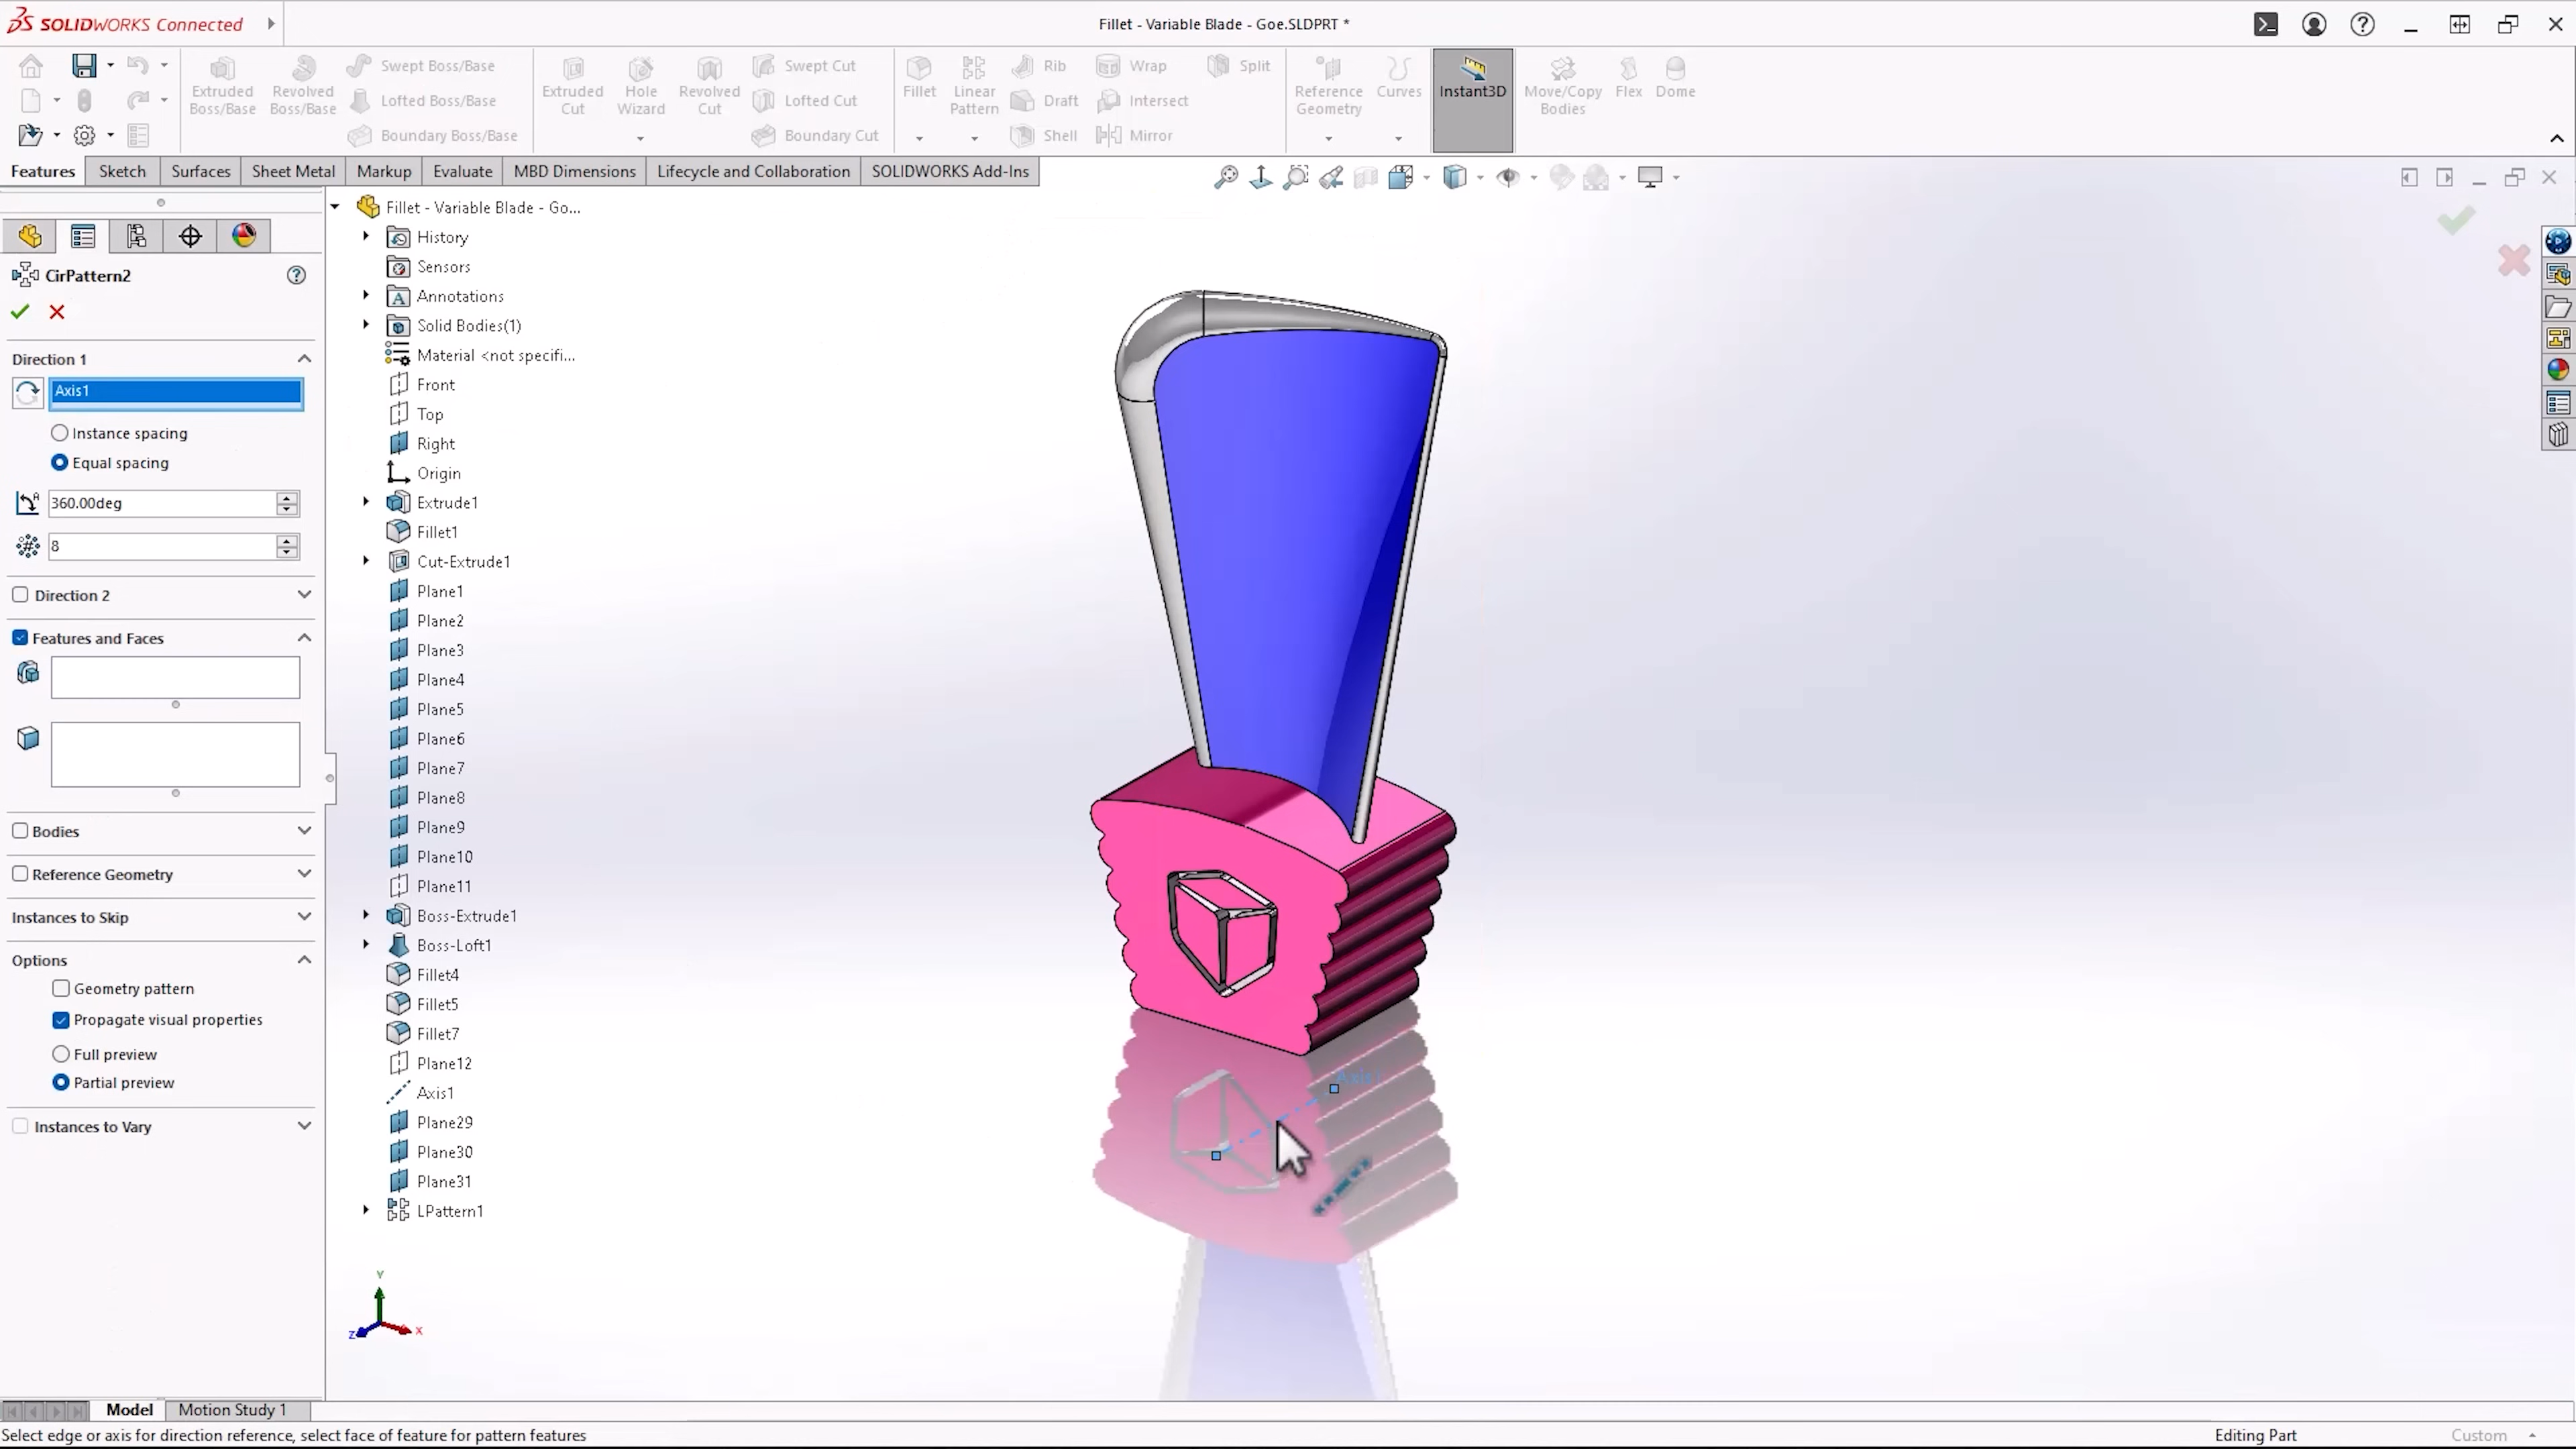 SOLIDWORKS Connected
Fillet - Variable Blade - Goe.SLDPRT *
Extruded Boss/Base
Revolved Boss/Base
Swept Boss/Base
Lofted Boss/Base
Boundary Boss/Base
Extruded Cut
Hole Wizard
Revolved Cut
Swept Cut
Lofted Cut
Boundary Cut
Fillet
Linear Pattern
Rib
Draft
Shell
Wrap
Intersect
Mirror
Split
Reference Geometry
Curves
Instant3D
Move/Copy Bodies
Flex
Dome
Features
Sketch
Surfaces
Sheet Metal
Markup
Evaluate
MBD Dimensions
Lifecycle and Collaboration
SOLIDWORKS Add-Ins
CirPattern2
Direction 1
Axis1
Instance spacing
Equal spacing
360.00deg
8
Direction 2
Features and Faces
Bodies
Reference Geometry
Instances to Skip
Options
Geometry pattern
Propagate visual properties
Full preview
Partial preview
Instances to Vary
Fillet - Variable Blade - Go...
History
Sensors
Annotations
Solid Bodies(1)
Material <not specifi...
Front
Top
Right
Origin
Extrude1
Fillet1
Cut-Extrude1
Plane1
Plane2
Plane3
Plane4
Plane5
Plane6
Plane7
Plane8
Plane9
Plane10
Plane11
Boss-Extrude1
Boss-Loft1
Fillet4
Fillet5
Fillet7
Plane12
Axis1
Plane29
Plane30
Plane31
LPattern1
Axis1
Y
Z
X
Model
Motion Study 1
Select edge or axis for direction reference, select face of feature for pattern features
Editing Part
Custom